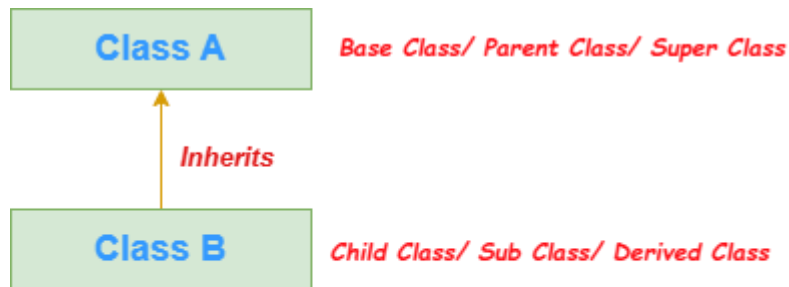 Class A
Base Class/ Parent Class/ Super Class
Inherits
Class B
Child Class/ Sub Class/ Derived Class